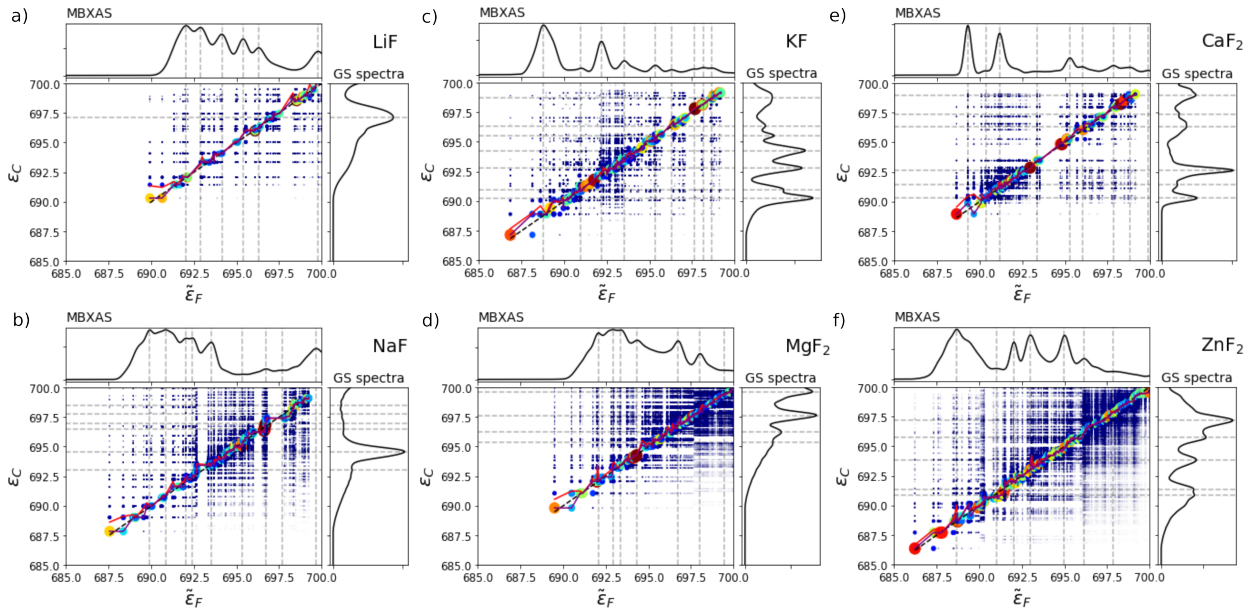 a)
MBXAS
LiF
GS spectra
700.0
697.5
695.0
692.5
690.0
687.5
685.0
ε_C
685.0
687.5
690.0
692.5
695.0
697.5
700.0
ε̃_F
c)
MBXAS
KF
GS spectra
700.0
697.5
695.0
692.5
690.0
687.5
685.0
ε_C
685.0
687.5
690.0
692.5
695.0
697.5
700.0
ε̃_F
e)
MBXAS
CaF₂
GS spectra
700.0
697.5
695.0
692.5
690.0
687.5
685.0
ε_C
685.0
687.5
690.0
692.5
695.0
697.5
700.0
ε̃_F
b)
MBXAS
NaF
GS spectra
700.0
697.5
695.0
692.5
690.0
687.5
685.0
ε_C
685.0
687.5
690.0
692.5
695.0
697.5
700.0
ε̃_F
d)
MBXAS
MgF₂
GS spectra
700.0
697.5
695.0
692.5
690.0
687.5
685.0
ε_C
685.0
687.5
690.0
692.5
695.0
697.5
700.0
ε̃_F
f)
MBXAS
ZnF₂
GS spectra
700.0
697.5
695.0
692.5
690.0
687.5
685.0
ε_C
685.0
687.5
690.0
692.5
695.0
697.5
700.0
ε̃_F